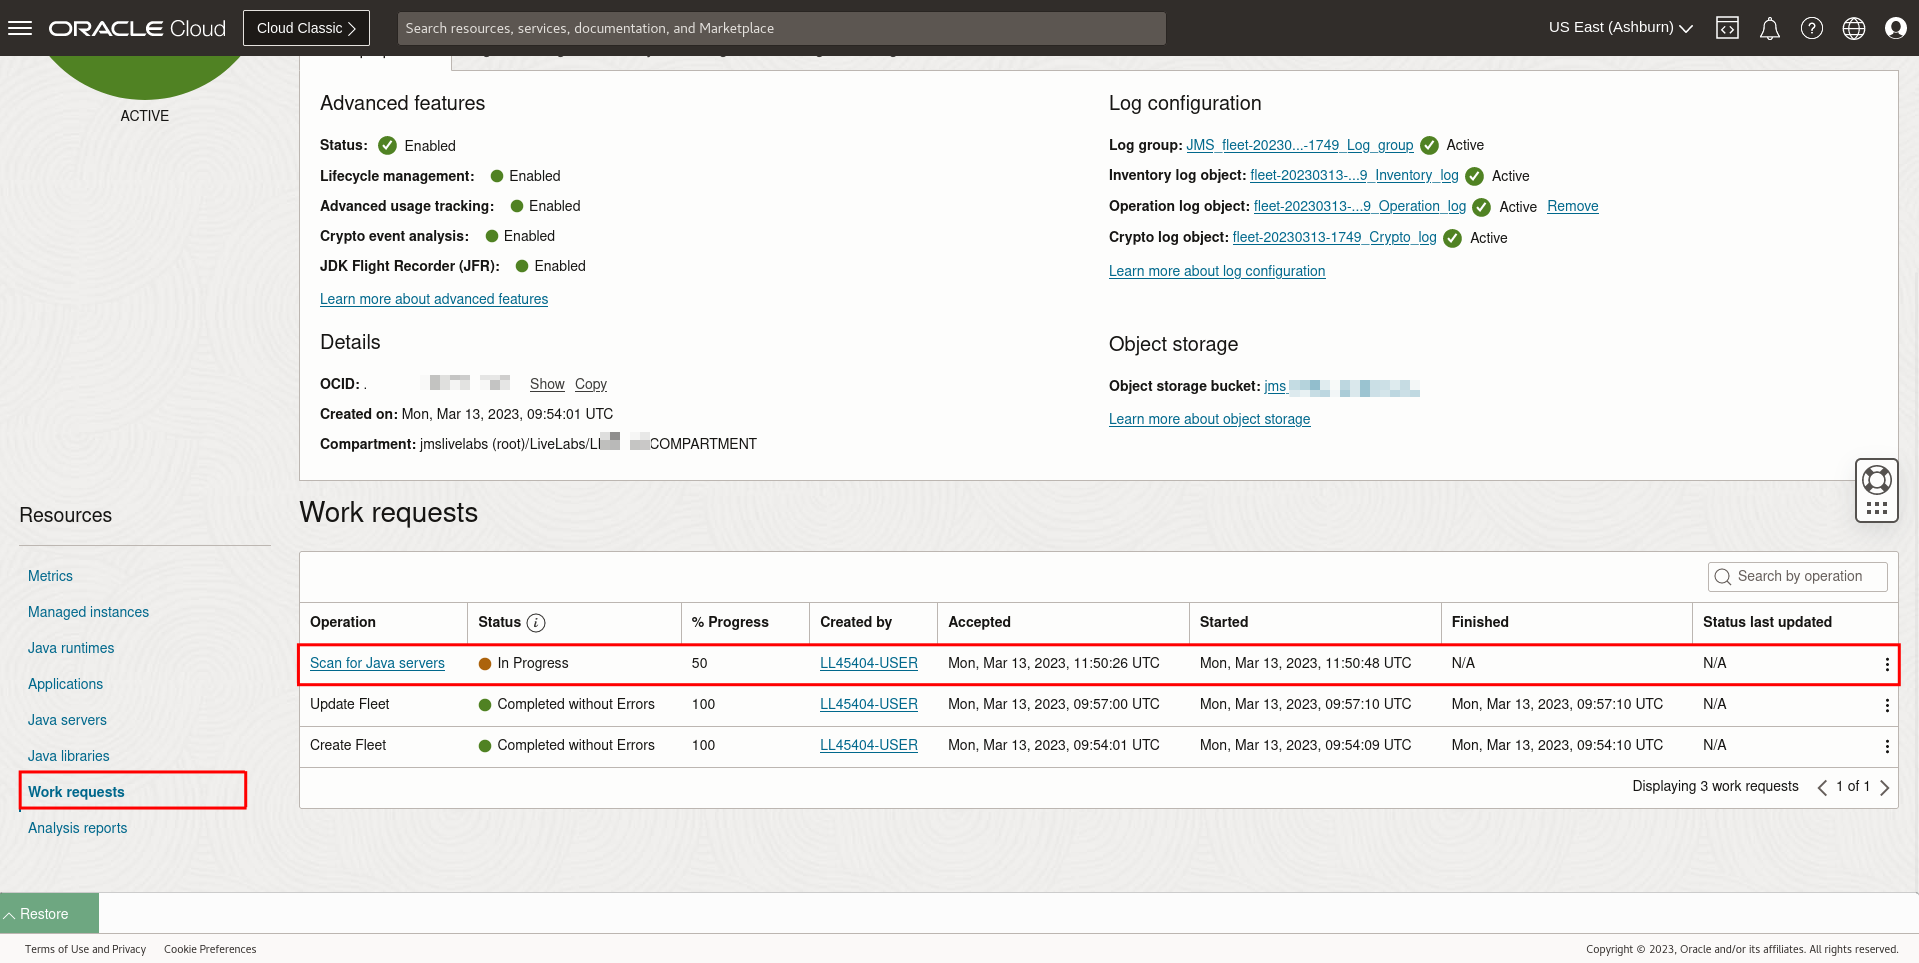 ORACLE Cloud
Cloud Classic
Search resources, services, documentation, and Marketplace
US East (Ashburn)
ACTIVE
Advanced features
Status: Enabled
Lifecycle management: Enabled
Advanced usage tracking: Enabled
Crypto event analysis: Enabled
JDK Flight Recorder (JFR): Enabled
Learn more about advanced features
Log configuration
Log group: JMS_fleet-20230...-1749_Log_group Active
Inventory log object: fleet-20230313-...9_Inventory_log Active
Operation log object: fleet-20230313-...9_Operation_log Active Remove
Crypto log object: fleet-20230313-1749_Crypto_log Active
Learn more about log configuration
Details
OCID: . Show Copy
Created on: Mon, Mar 13, 2023, 09:54:01 UTC
Compartment: jmslivelabs (root)/LiveLabs/LL COMPARTMENT
Object storage
Object storage bucket: jms
Learn more about object storage
Resources
Metrics
Managed instances
Java runtimes
Applications
Java servers
Java libraries
Work requests
Analysis reports
Work requests
Search by operation
Operation Status i % Progress Created by Accepted Started Finished Status last updated
Scan for Java servers In Progress 50 LL45404-USER Mon, Mar 13, 2023, 11:50:26 UTC Mon, Mar 13, 2023, 11:50:48 UTC N/A N/A
Update Fleet Completed without Errors 100 LL45404-USER Mon, Mar 13, 2023, 09:57:00 UTC Mon, Mar 13, 2023, 09:57:10 UTC Mon, Mar 13, 2023, 09:57:10 UTC N/A
Create Fleet Completed without Errors 100 LL45404-USER Mon, Mar 13, 2023, 09:54:01 UTC Mon, Mar 13, 2023, 09:54:09 UTC Mon, Mar 13, 2023, 09:54:10 UTC N/A
Displaying 3 work requests 1 of 1
Restore
Terms of Use and Privacy Cookie Preferences
Copyright © 2023, Oracle and/or its affiliates. All rights reserved.